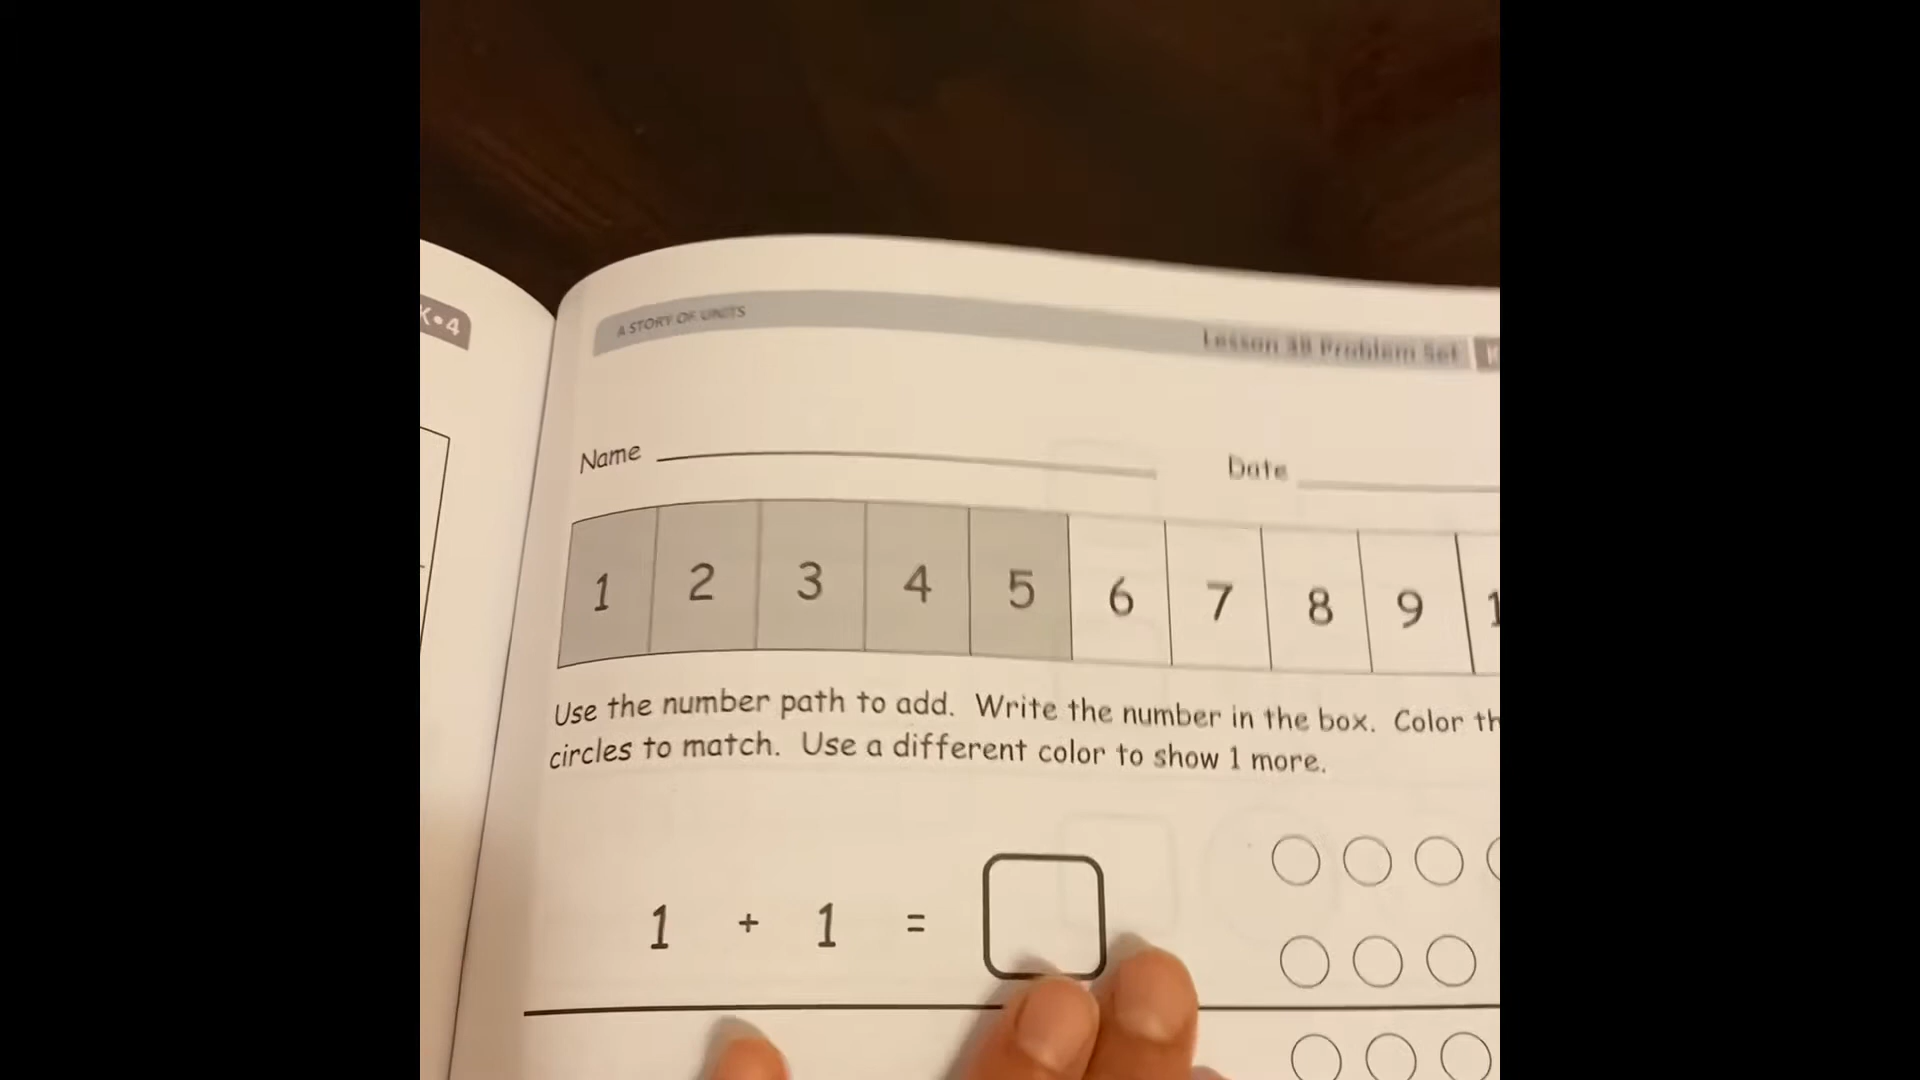 K•4
A STORY OF UNITS
Lesson 38 Problem Set K
Name
Date
1 2 3 4 5 6 7 8 9 1
Use the number path to add. Write the number in the box. Color th
circles to match. Use a different color to show 1 more.
1 + 1 =